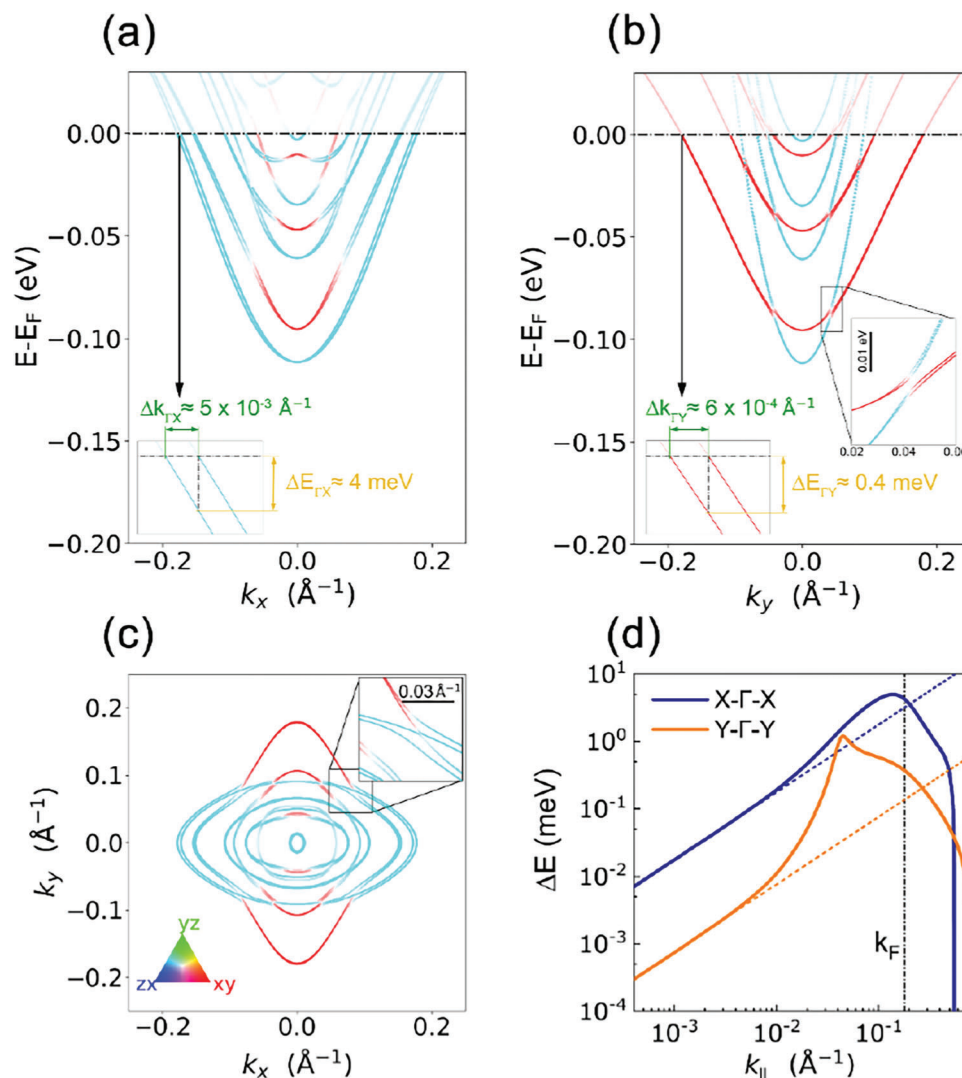 (a)
E-E_F (eV)
0.00
−0.05
−0.10
−0.15
−0.20
Δk_ΓX ≈ 5 x 10⁻³ Å⁻¹
ΔE_ΓX ≈ 4 meV
−0.2 0.0 0.2
k_x (Å⁻¹)
(b)
E-E_F (eV)
0.00
−0.05
−0.10
−0.15
−0.20
0.01 eV
0.02 0.04 0.06
Δk_ΓY ≈ 6 x 10⁻⁴ Å⁻¹
ΔE_ΓY ≈ 0.4 meV
−0.2 0.0 0.2
k_y (Å⁻¹)
(c)
k_y (Å⁻¹)
0.2
0.1
0.0
−0.1
−0.2
0.03 Å⁻¹
yz
zx xy
−0.2 0.0 0.2
k_x (Å⁻¹)
(d)
ΔE (meV)
10¹
10⁰
10⁻¹
10⁻²
10⁻³
10⁻⁴
X-Γ-X
Y-Γ-Y
k_F
10⁻³ 10⁻² 10⁻¹
k_|| (Å⁻¹)